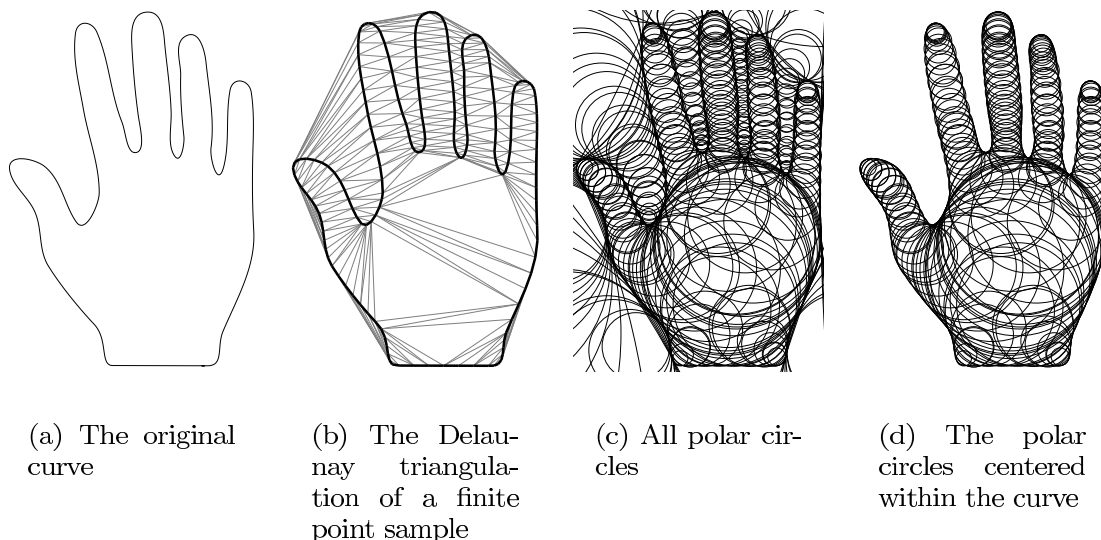 (a) The original
curve
(b) The Delau-
nay triangula-
tion of a finite
point sample
(c) All polar cir-
cles
(d) The polar
circles centered
within the curve